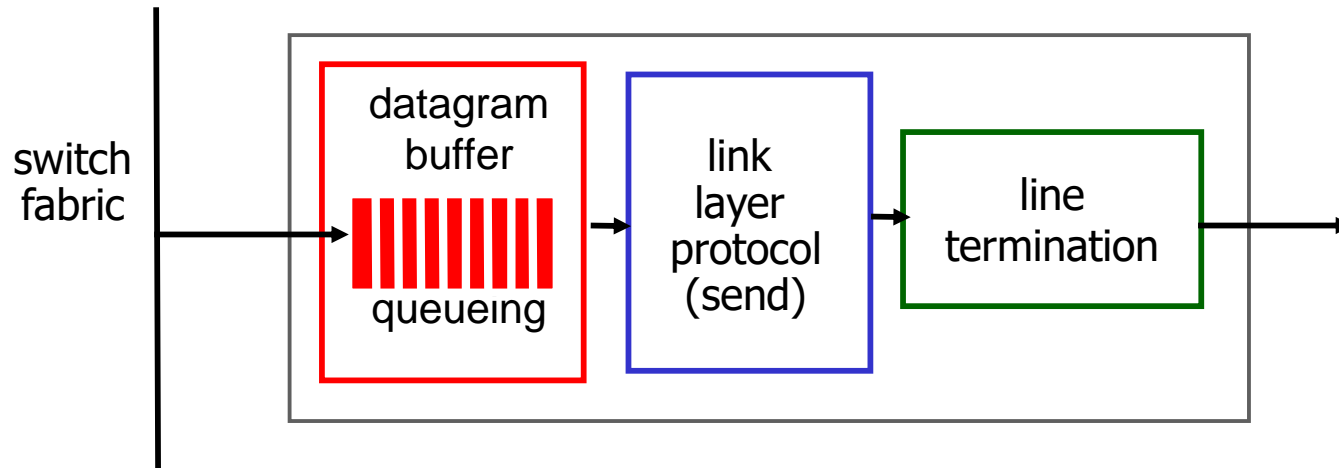 switch
fabric
datagram
buffer
queueing
link
layer
protocol
(send)
line
termination